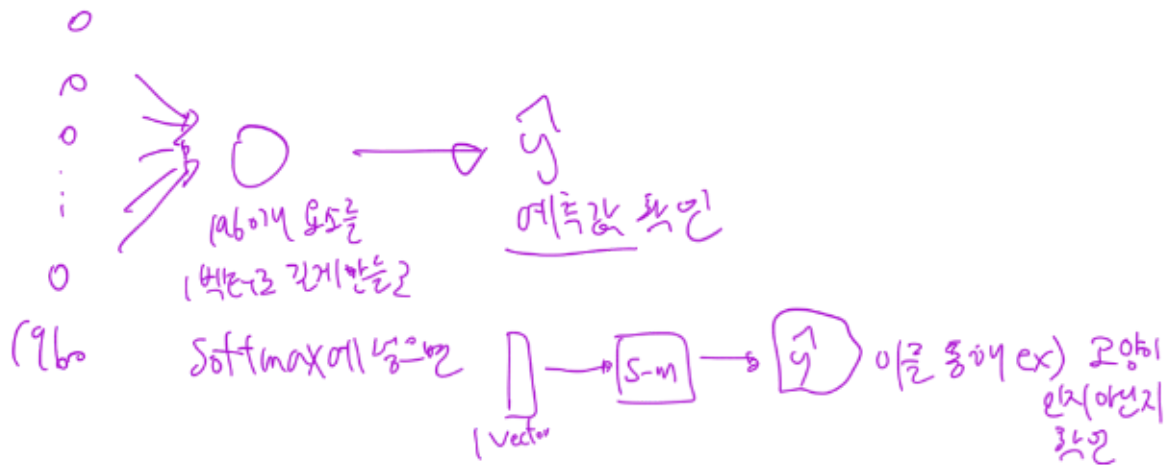 ŷ
예측값 확인
1960개 요소를
1 벡터로 길게 만들고
1960
Softmax에 넣으면
S-m
ŷ
이를 통해 ex) 고양이
인지 아닌지
확인
1 Vector